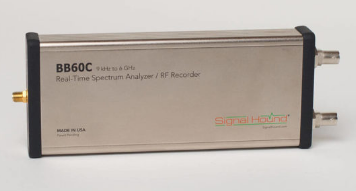 BB60C 9 kHz to 6 GHz
Real-Time Spectrum Analyzer / RF Recorder
Signal Hound
MADE IN USA